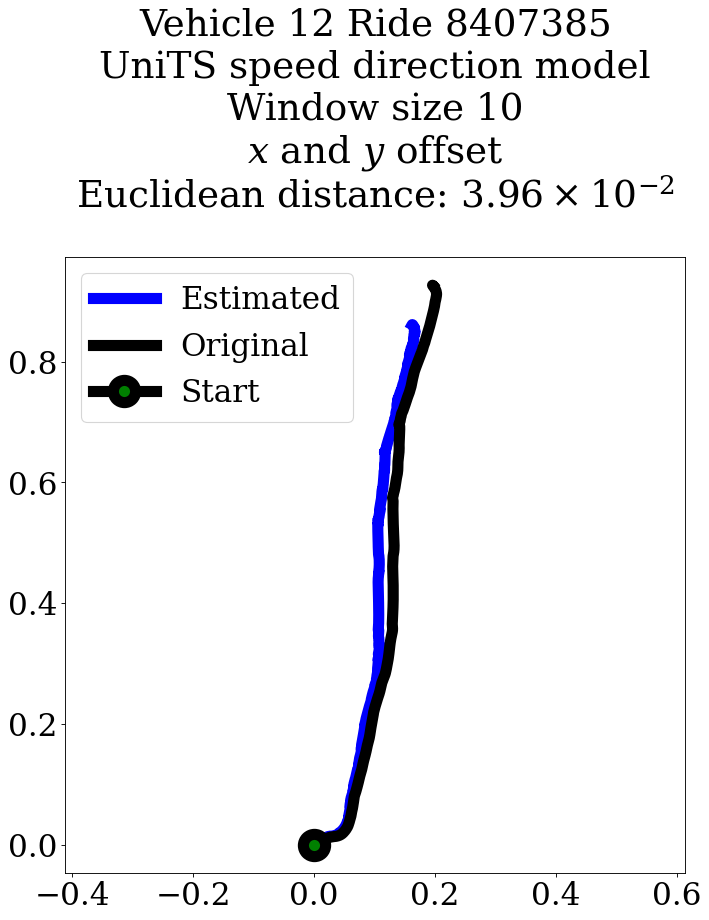 Vehicle 12 Ride 8407385
UniTS speed direction model
Window size 10
x and y offset
Euclidean distance: 3.96 × 10⁻²
Estimated
Original
Start
0.8
0.6
0.4
0.2
0.0
−0.4 −0.2 0.0 0.2 0.4 0.6